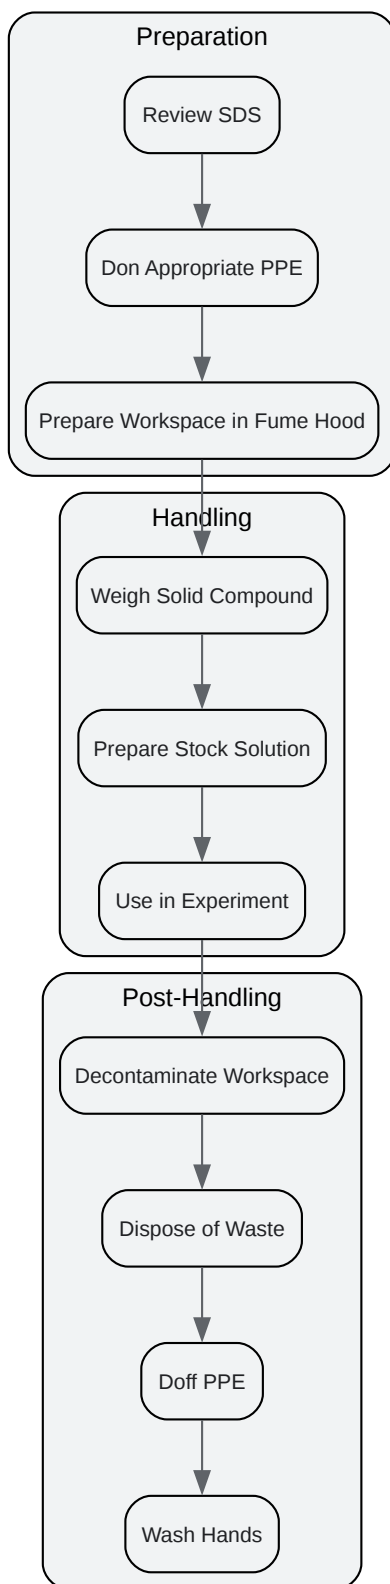 Preparation
Review SDS
Don Appropriate PPE
Prepare Workspace in Fume Hood
Handling
Weigh Solid Compound
Prepare Stock Solution
Use in Experiment
Post-Handling
Decontaminate Workspace
Dispose of Waste
Doff PPE
Wash Hands